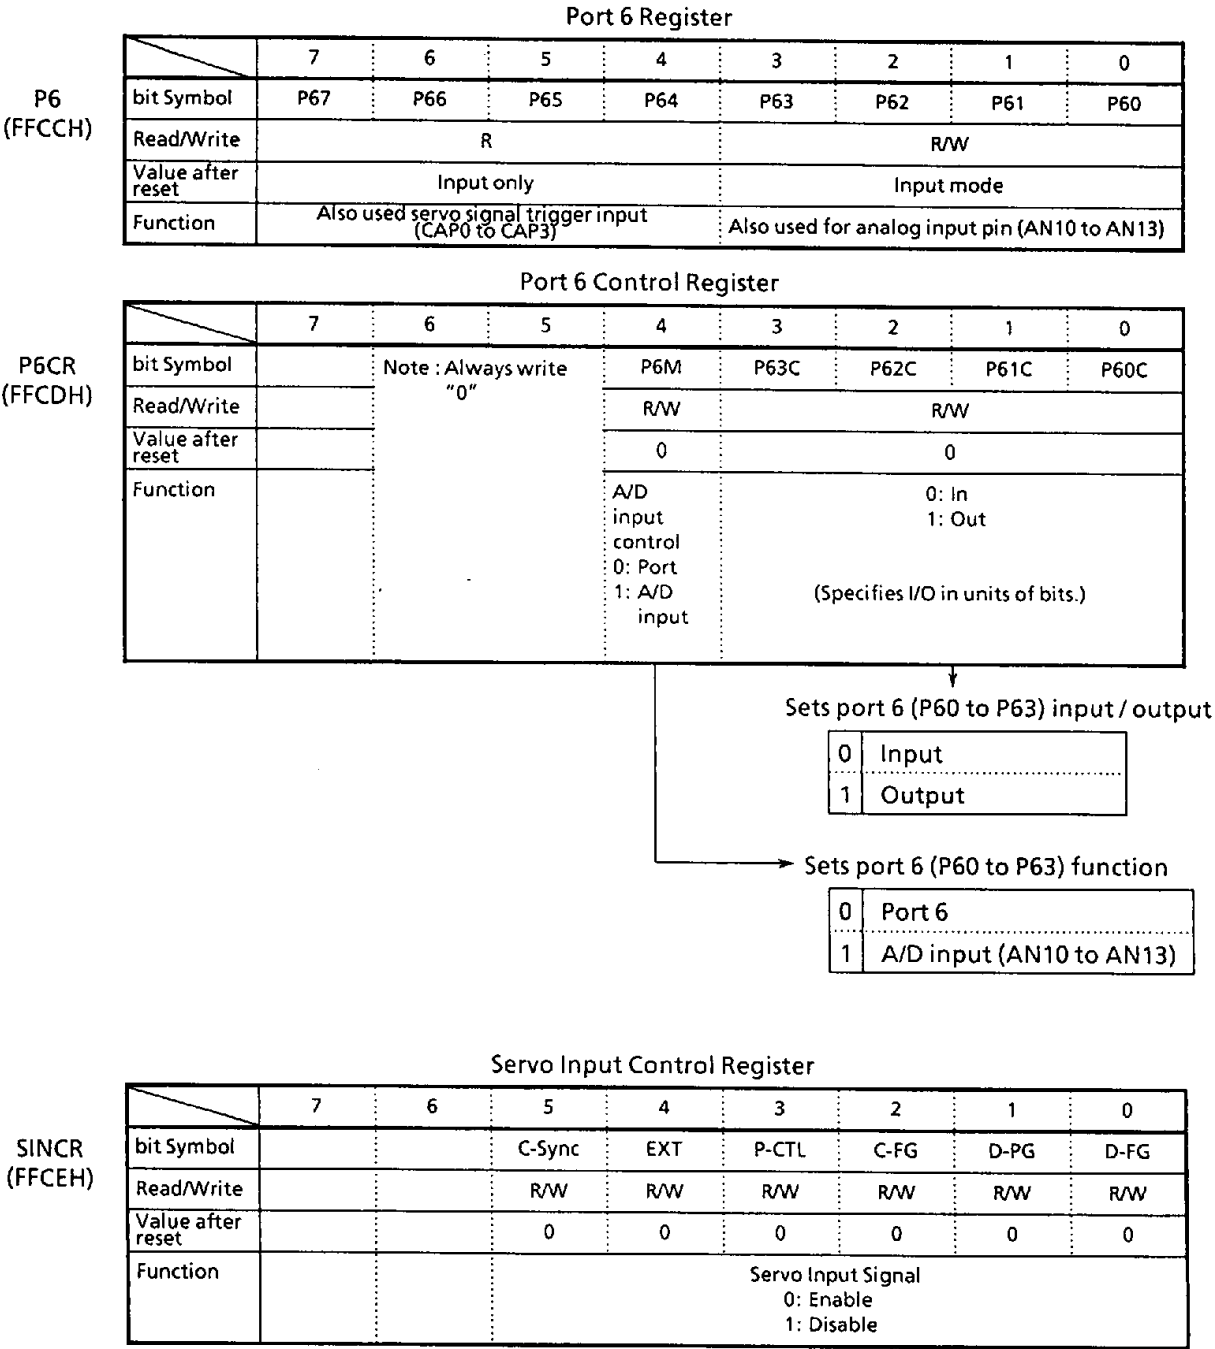 Port 6 Register
7 6 5 4 3 2 1 0
P6
(FFCCH)
bit Symbol P67 P66 P65 P64 P63 P62 P61 P60
Read/Write R R/W
Value after
reset Input only Input mode
Function Also used servo signal trigger input
(CAP0 to CAP3) Also used for analog input pin (AN10 to AN13)
Port 6 Control Register
7 6 5 4 3 2 1 0
P6CR
(FFCDH)
bit Symbol Note : Always write
"0" P6M P63C P62C P61C P60C
Read/Write R/W R/W
Value after
reset 0 0
Function A/D
input
control
0: Port
1: A/D
input
0: In
1: Out
(Specifies I/O in units of bits.)
Sets port 6 (P60 to P63) input / output
0 Input
1 Output
Sets port 6 (P60 to P63) function
0 Port 6
1 A/D input (AN10 to AN13)
Servo Input Control Register
7 6 5 4 3 2 1 0
SINCR
(FFCEH)
bit Symbol C-Sync EXT P-CTL C-FG D-PG D-FG
Read/Write R/W R/W R/W R/W R/W R/W
Value after
reset 0 0 0 0 0 0
Function Servo Input Signal
0: Enable
1: Disable